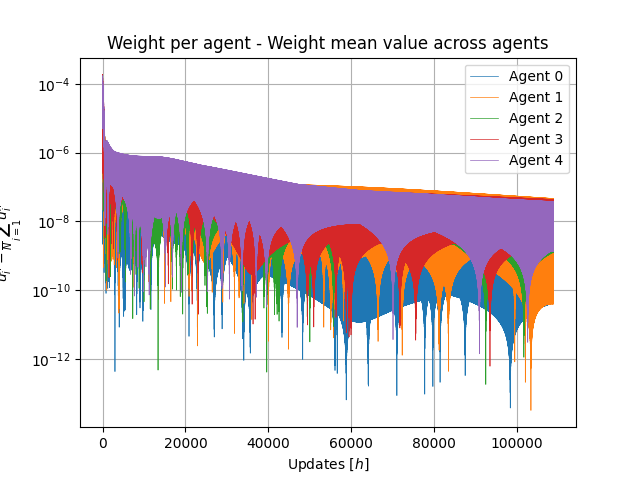 Weight per agent - Weight mean value across agents
Agent 0
Agent 1
Agent 2
Agent 3
Agent 4
10⁻⁴
10⁻⁶
10⁻⁸
10⁻¹⁰
10⁻¹²
0 20000 40000 60000 80000 100000
Updates [h]